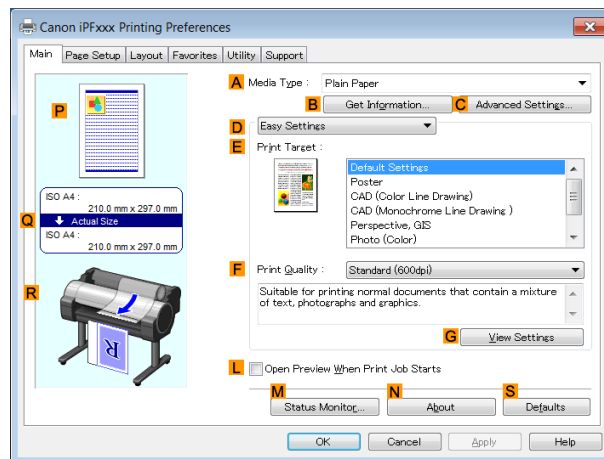 Canon iPFxxx Printing Preferences
Main Page Setup Layout Favorites Utility Support
A Media Type : Plain Paper
B Get Information... C Advanced Settings...
D Easy Settings
E Print Target :
P
Default Settings
Poster
CAD (Color Line Drawing)
CAD (Monochrome Line Drawing )
Perspective, GIS
Photo (Color)
ISO A4 :
210.0 mm x 297.0 mm
Q Actual Size
ISO A4 :
210.0 mm x 297.0 mm
F Print Quality : Standard (600dpi)
Suitable for printing normal documents that contain a mixture
of text, photographs and graphics.
R
R
G View Settings
L Open Preview When Print Job Starts
M N S
Status Monitor... About Defaults
OK Cancel Apply Help